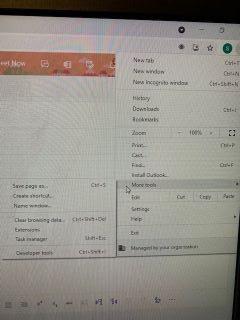 eet Now
New tab Ctrl+T
New window Ctrl+N
New Incognito window Ctrl+Shift+N
History
Downloads Ctrl+J
Bookmarks
Zoom - 100% +
Print... Ctrl+P
Cast...
Find... Ctrl+F
Install Outlook...
More tools
Edit Cut Copy Paste
Settings
Help
Exit
Managed by your organization
Save page as... Ctrl+S
Create shortcut...
Name window...
Clear browsing data... Ctrl+Shift+Del
Extensions
Task manager Shift+Esc
Developer tools Ctrl+Shift+I